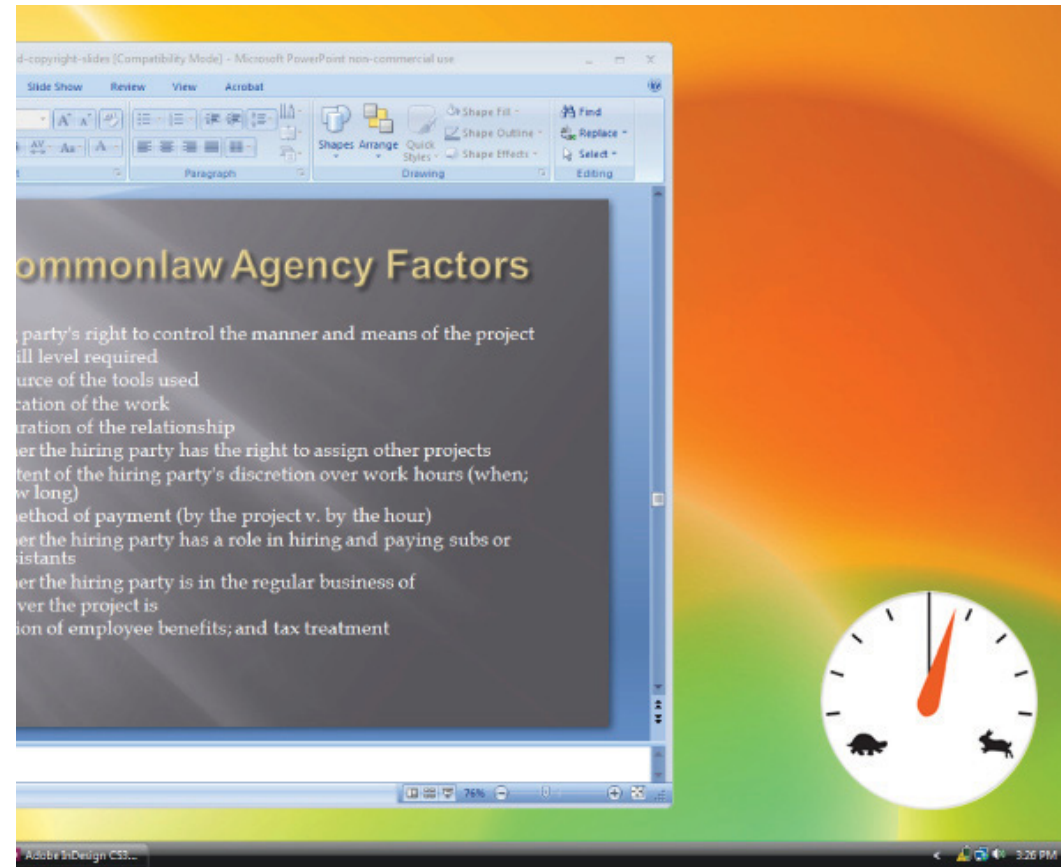 d-copyright-slides [Compatibility Mode] - Microsoft PowerPoint non-commercial use
Slide Show Review View Acrobat
Shapes Arrange Quick Styles
Shape Fill
Shape Outline
Shape Effects
Find
Replace
Select
Paragraph Drawing Editing
ommonlaw Agency Factors
party's right to control the manner and means of the project
ill level required
urce of the tools used
cation of the work
uration of the relationship
er the hiring party has the right to assign other projects
tent of the hiring party's discretion over work hours (when;
w long)
ethod of payment (by the project v. by the hour)
er the hiring party has a role in hiring and paying subs or
sistants
er the hiring party is in the regular business of
ver the project is
ion of employee benefits; and tax treatment
76%
Adobe InDesign CS3...
3:26 PM